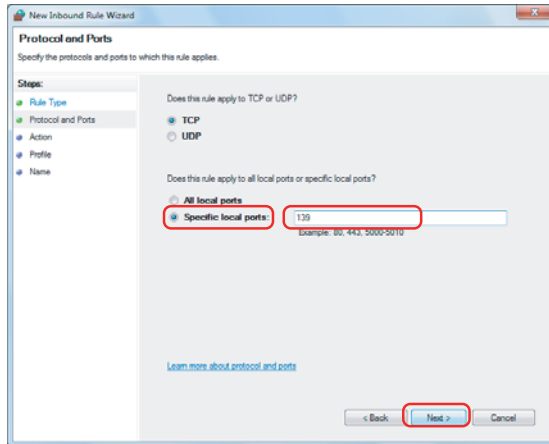 New Inbound Rule Wizard
Protocol and Ports
Specify the protocols and ports to which this rule applies.
Steps:
Rule Type
Protocol and Ports
Action
Profile
Name
Does this rule apply to TCP or UDP?
TCP
UDP
Does this rule apply to all local ports or specific local ports?
All local ports
Specific local ports: 139
Example: 80, 443, 5000-5010
Learn more about protocol and ports
< Back Next > Cancel